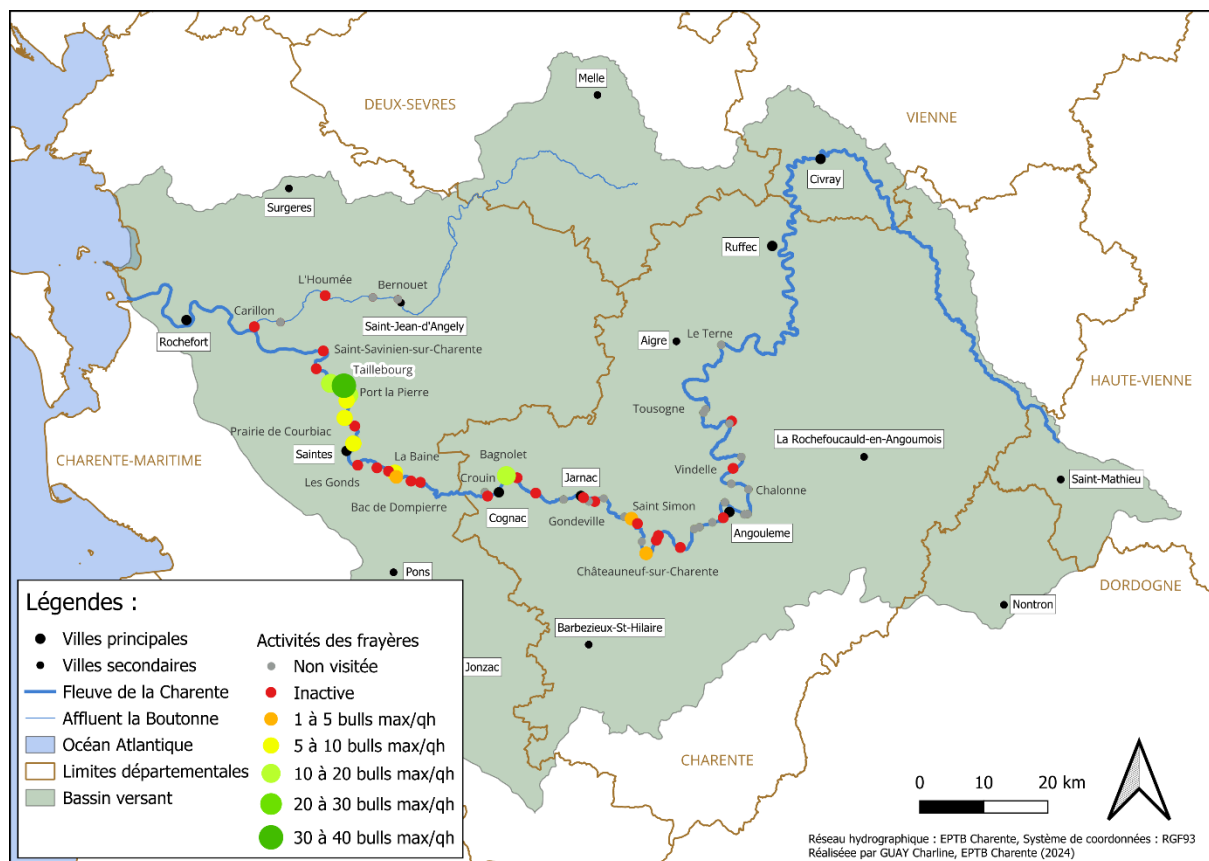 Melle
DEUX-SEVRES
VIENNE
Civray
Surgeres
Ruffec
L'Houmée
Bernouet
Carillon
Saint-Jean-d'Angely
Rochefort
Saint-Savinien-sur-Charente
Aigre
Le Terne
Taillebourg
Port la Pierre
HAUTE-VIENNE
Tousogne
Prairie de Courbiac
La Rochefoucauld-en-Angoumois
Saintes
CHARENTE-MARITIME
La Baine
Bagnolet
Les Gonds
Crouin
Jarnac
Vindelle
Saint-Mathieu
Chalonne
Bac de Dompierre
Cognac
Gondeville
Saint Simon
Angouleme
Châteauneuf-sur-Charente
Pons
DORDOGNE
Nontron
Barbezieux-St-Hilaire
Jonzac
CHARENTE
Légendes :
Villes principales
Villes secondaires
Fleuve de la Charente
Affluent la Boutonne
Océan Atlantique
Limites départementales
Bassin versant
Activités des frayères
Non visitée
Inactive
1 à 5 bulls max/qh
5 à 10 bulls max/qh
10 à 20 bulls max/qh
20 à 30 bulls max/qh
30 à 40 bulls max/qh
0 10 20 km
Réseau hydrographique : EPTB Charente, Système de coordonnées : RGF93
Réaliséee par GUAY Charline, EPTB Charente (2024)